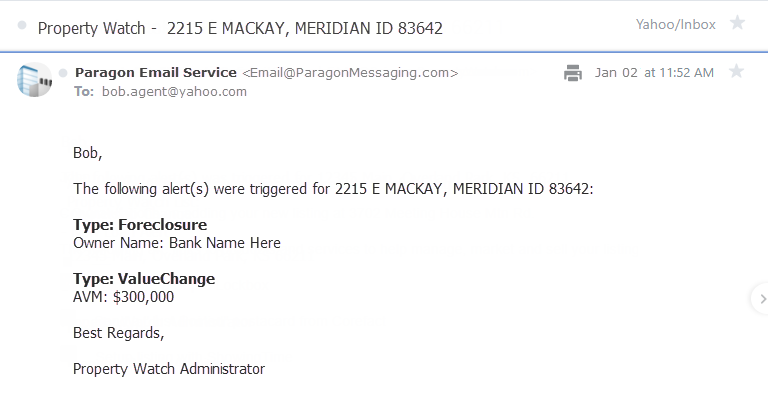 Property Watch - 2215 E MACKAY, MERIDIAN ID 83642
Yahoo/Inbox
Paragon Email Service <Email@ParagonMessaging.com>
Jan 02 at 11:52 AM
To: bob.agent@yahoo.com
Bob,
The following alert(s) were triggered for 2215 E MACKAY, MERIDIAN ID 83642:
Type: Foreclosure
Owner Name: Bank Name Here
Type: ValueChange
AVM: $300,000
Best Regards,
Property Watch Administrator